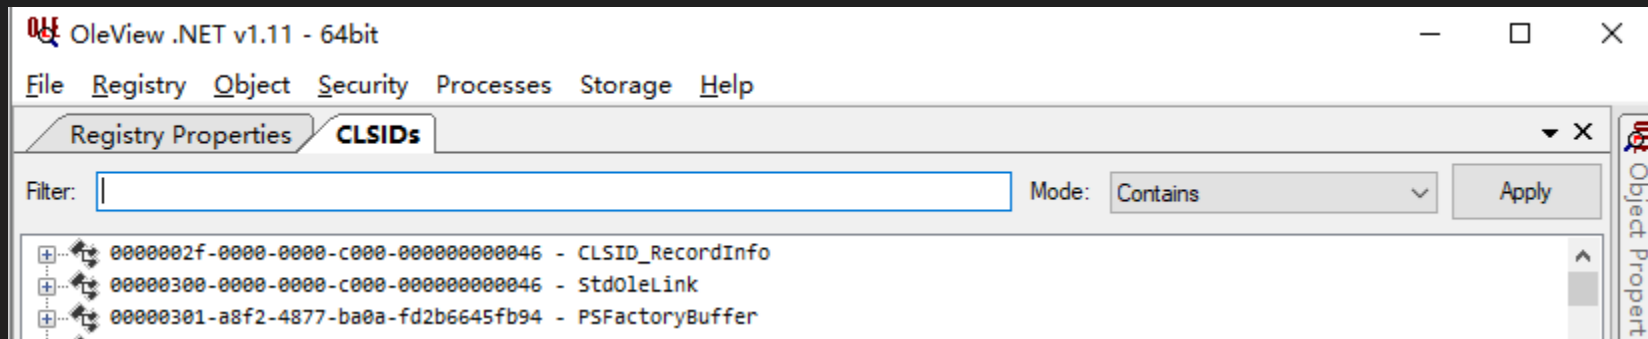 OleView .NET v1.11 - 64bit
File Registry Object Security Processes Storage Help
Registry Properties CLSIDs
Filter: Mode: Contains Apply
0000002f-0000-0000-c000-000000000046 - CLSID_RecordInfo
00000300-0000-0000-c000-000000000046 - StdOleLink
00000301-a8f2-4877-ba0a-fd2b6645fb94 - PSFactoryBuffer
Object Propert